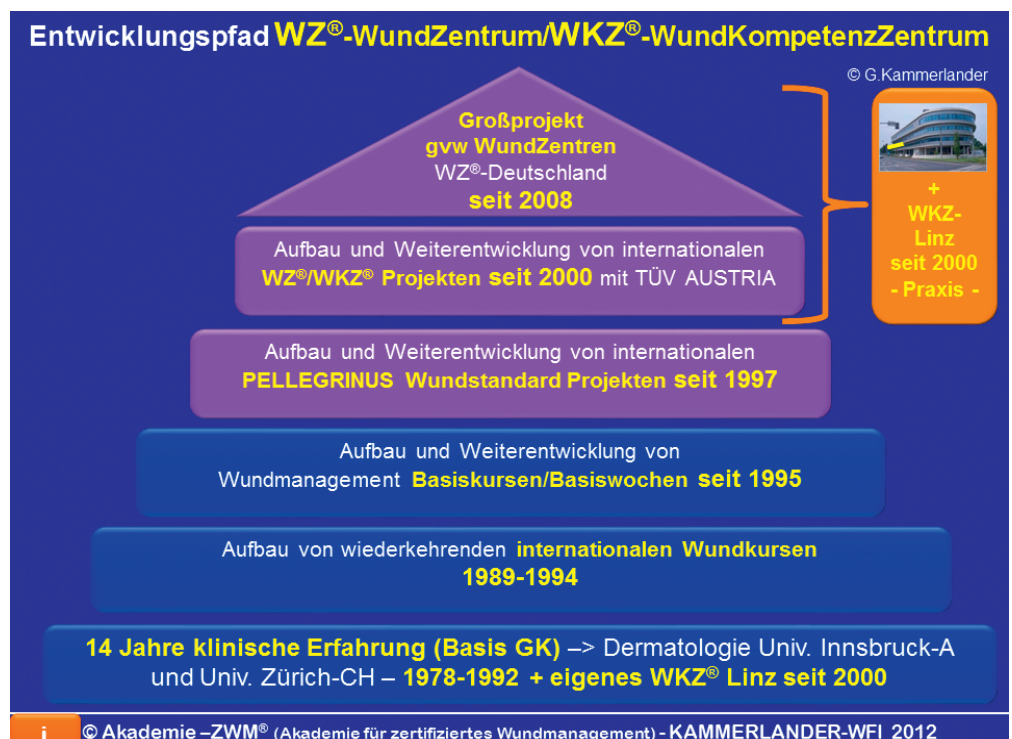 Entwicklungspfad WZ®-WundZentrum/WKZ®-WundKompetenzZentrum
© G.Kammerlander
Großprojekt
gvw WundZentren
WZ®-Deutschland
seit 2008
+
WKZ-
Linz
seit 2000
- Praxis -
Aufbau und Weiterentwicklung von internationalen
WZ®/WKZ® Projekten seit 2000 mit TÜV AUSTRIA
Aufbau und Weiterentwicklung von internationalen
PELLEGRINUS Wundstandard Projekten seit 1997
Aufbau und Weiterentwicklung von
Wundmanagement Basiskursen/Basiswochen seit 1995
Aufbau von wiederkehrenden internationalen Wundkursen
1989-1994
14 Jahre klinische Erfahrung (Basis GK) –> Dermatologie Univ. Innsbruck-A
und Univ. Zürich-CH – 1978-1992 + eigenes WKZ® Linz seit 2000
i © Akademie –ZWM® (Akademie für zertifiziertes Wundmanagement) - KAMMERLANDER-WFI 2012